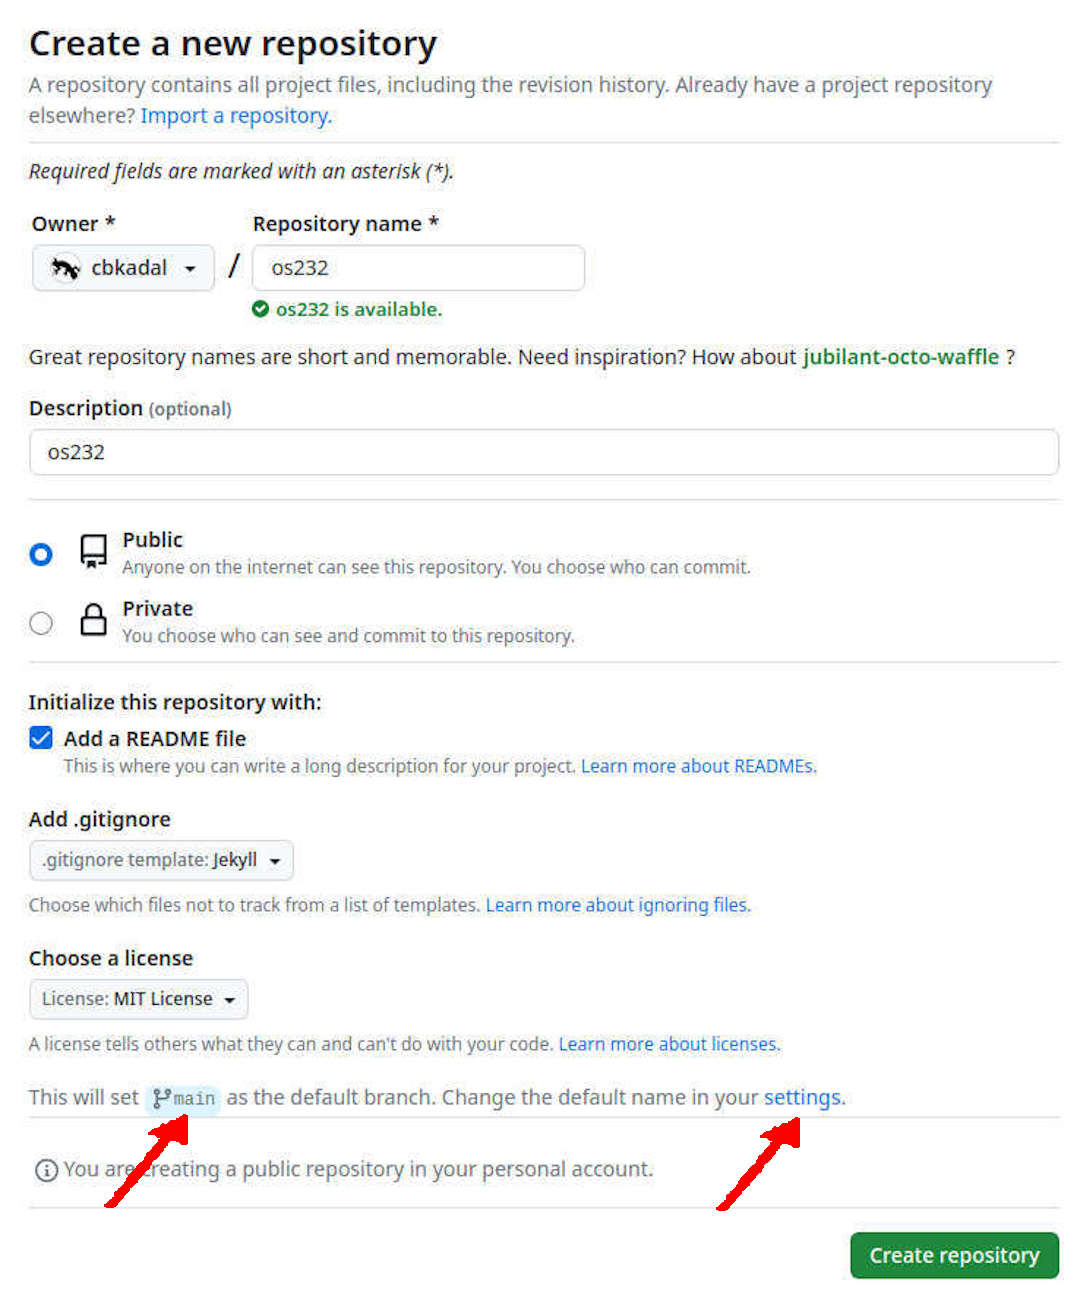 Create a new repository
A repository contains all project files, including the revision history. Already have a project repository
elsewhere? Import a repository.
Required fields are marked with an asterisk (*).
Owner * Repository name *
cbkadal / os232
os232 is available.
Great repository names are short and memorable. Need inspiration? How about jubilant-octo-waffle ?
Description (optional)
os232
Public
Anyone on the internet can see this repository. You choose who can commit.
Private
You choose who can see and commit to this repository.
Initialize this repository with:
Add a README file
This is where you can write a long description for your project. Learn more about READMEs.
Add .gitignore
.gitignore template: Jekyll
Choose which files not to track from a list of templates. Learn more about ignoring files.
Choose a license
License: MIT License
A license tells others what they can and can't do with your code. Learn more about licenses.
This will set main as the default branch. Change the default name in your settings.
You are creating a public repository in your personal account.
Create repository